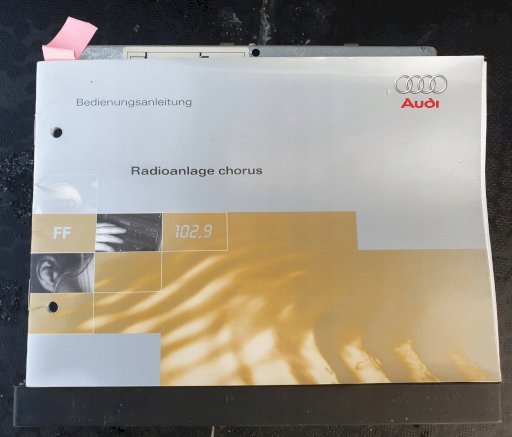 Bedienungsanleitung
Audi
Radioanlage chorus
FF
102.9